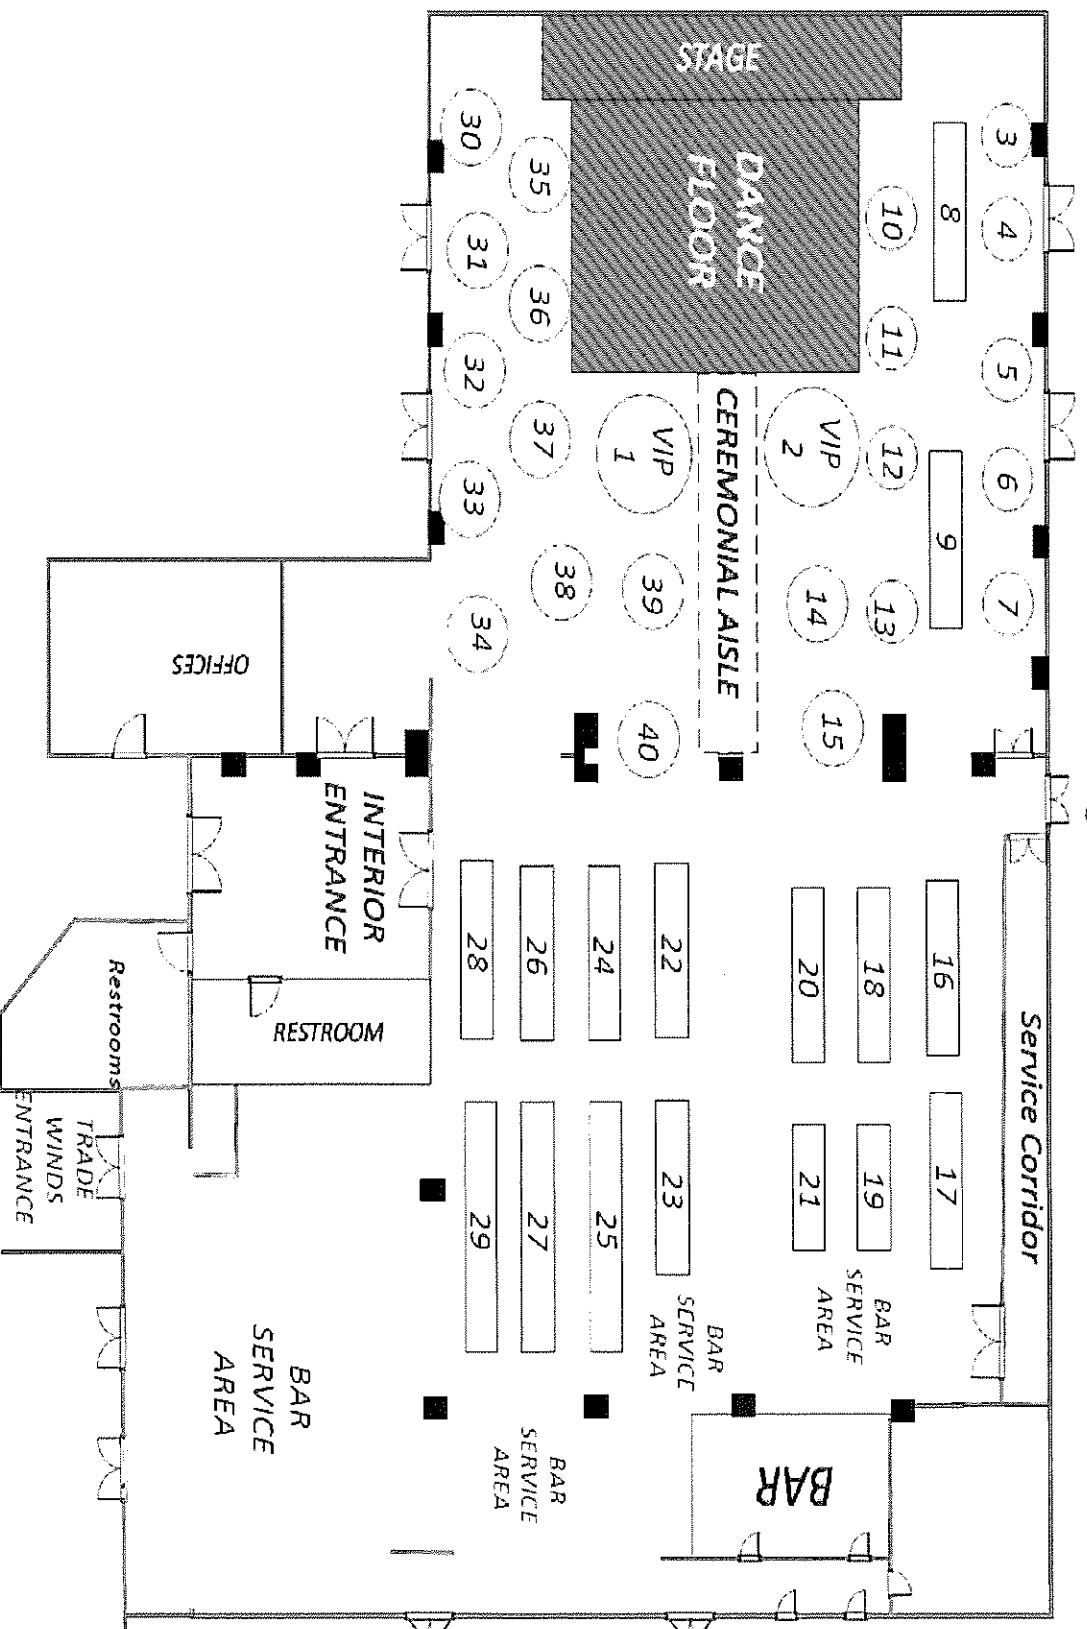 STAGE
DANCE
FLOOR
30
35
3
31
36
10
8
4
32
11
5
37
VIP
1
CEREMONIAL AISLE
VIP
2
12
9
6
33
38
39
14
13
7
34
OFFICES
40
15
INTERIOR
ENTRANCE
28
26
24
22
20
18
16
Restrooms
RESTROOM
Service Corridor
TRADE
WINDS
ENTRANCE
29
27
25
23
21
19
17
BAR
SERVICE
AREA
BAR
SERVICE
AREA
BAR
SERVICE
AREA
BAR
SERVICE
AREA
BAR